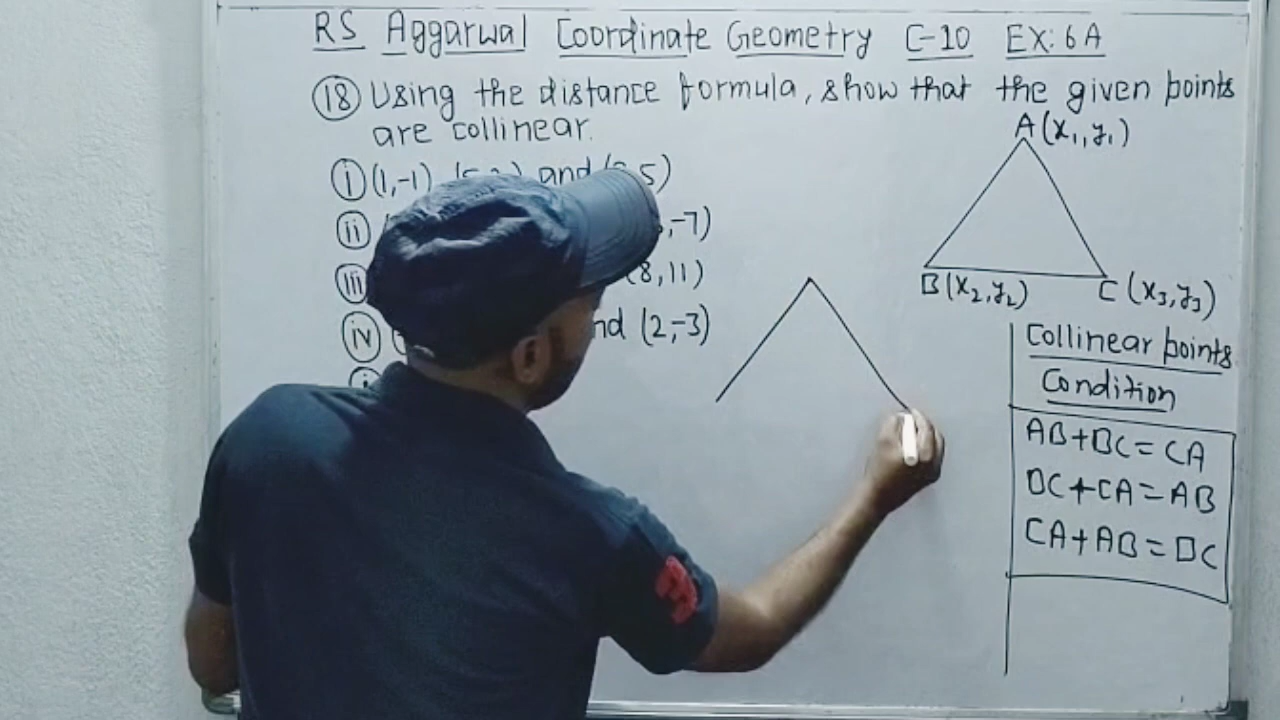 RS Aggarwal Coordinate Geometry C-10 EX: 6A
18 Using the distance formula, show that the given points
are collinear.
i (1,-1) and 5)
ii ,-7)
iii (8,11)
iv (2,-3)
A(x₁,y₁)
B(x₂,y₂) C(x₃,y₃)
Collinear points
Condition
AB+BC=CA
BC+CA=AB
CA+AB=BC
3